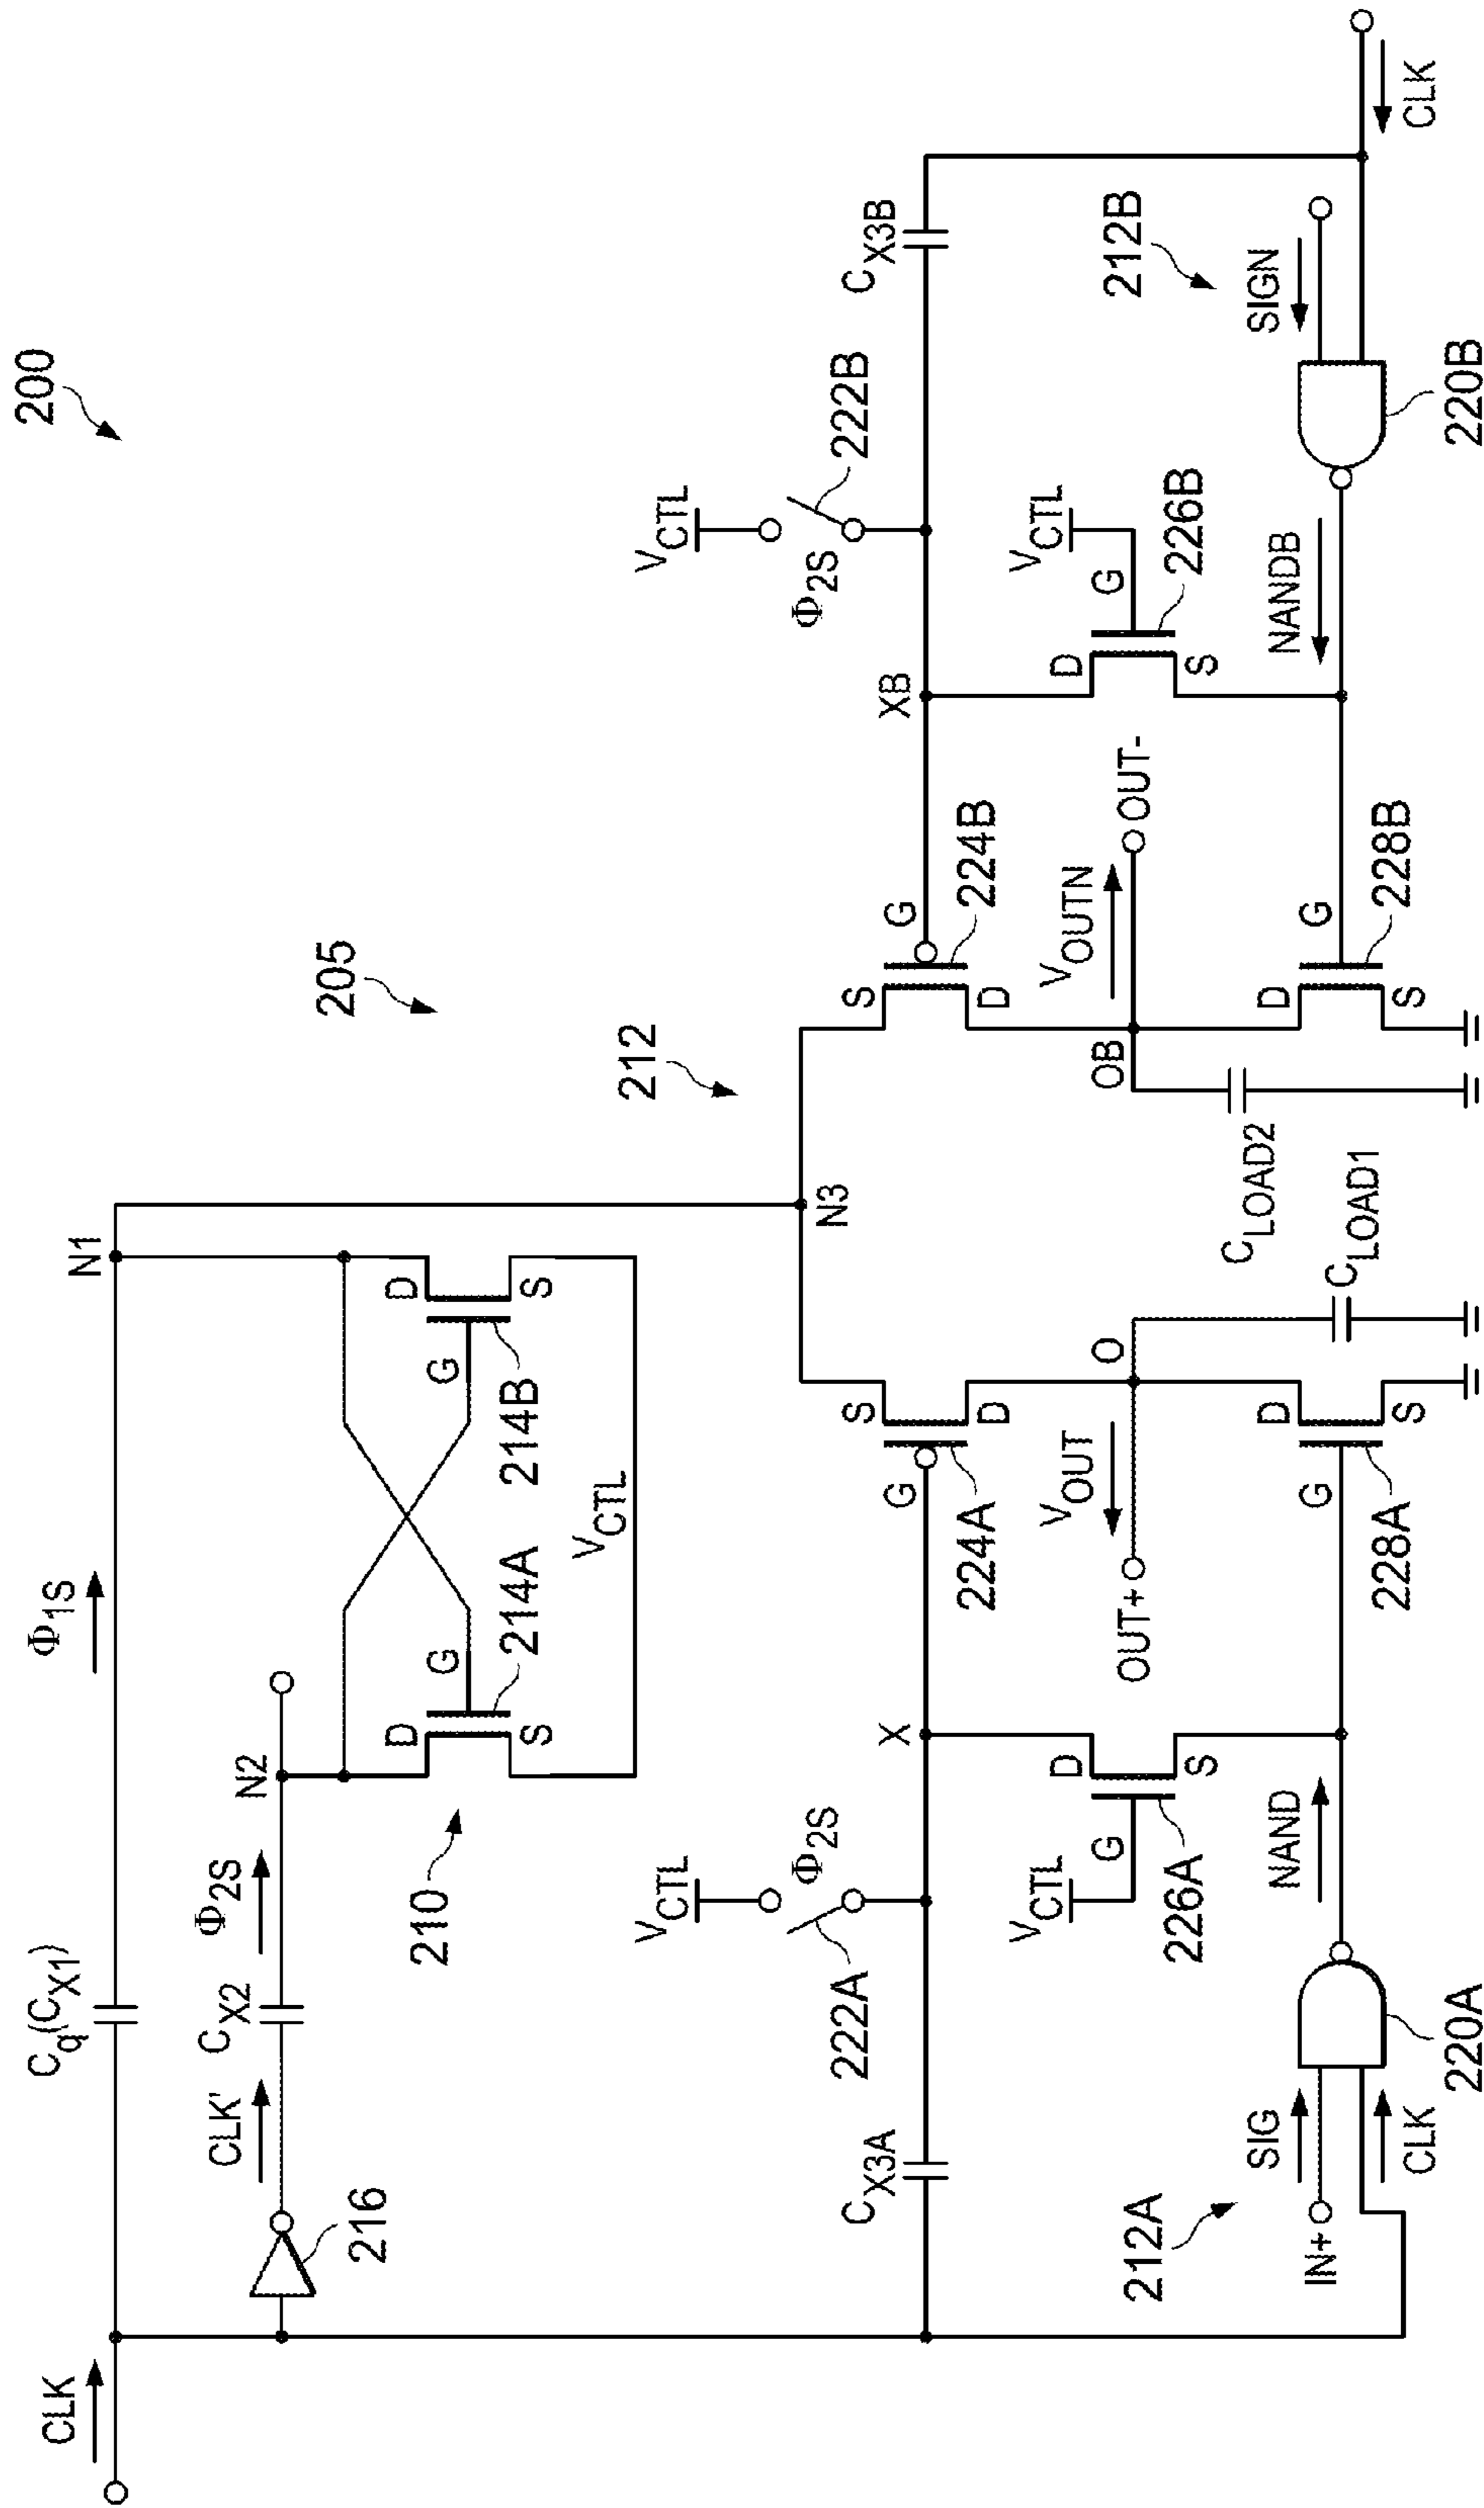 200
CLK
Cq(CX1)
Φ1S
N1
216
CLK'
CX2
Φ2S
N2
210
D
G
S
214A
D
G
S
214B
VCTL
205
212
N3
CX3A
222A
VCTL
Φ2S
X
G
S
D
224A
S
G
D
224B
XB
VCTL
Φ2S
222B
CX3B
VCTL
G
D
S
226A
OUT+
VOUT
O
OB
VOUTN
OUT-
D
S
G
VCTL
226B
212A
IN+
SIG
CLK
220A
NAND
G
D
S
228A
CLOAD1
CLOAD2
D
G
S
228B
NANDB
220B
SIGN
212B
CLK